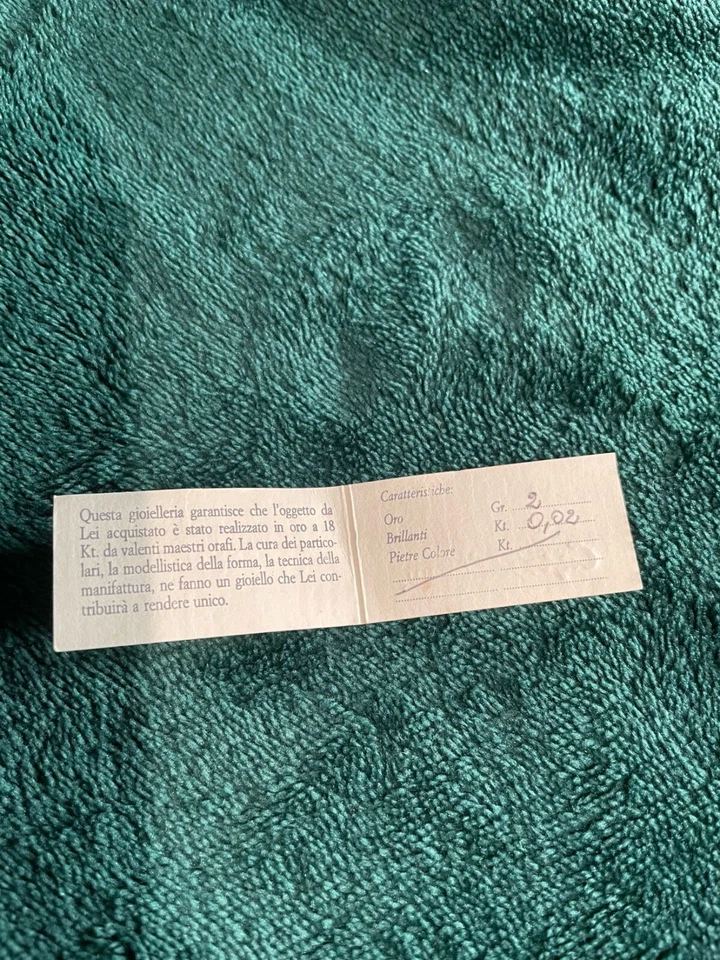 Questa gioielleria garantisce che l'oggetto da
Lei acquistato è stato realizzato in oro a 18
Kt. da valenti maestri orafi. La cura dei partico-
lari, la modellistica della forma, la tecnica della
manifattura, ne fanno un gioiello che Lei con-
tribuirà a rendere unico.
Caratteristiche:
Oro Gr. 2
Brillanti Kt. 0,02
Pietre Colore Kt.